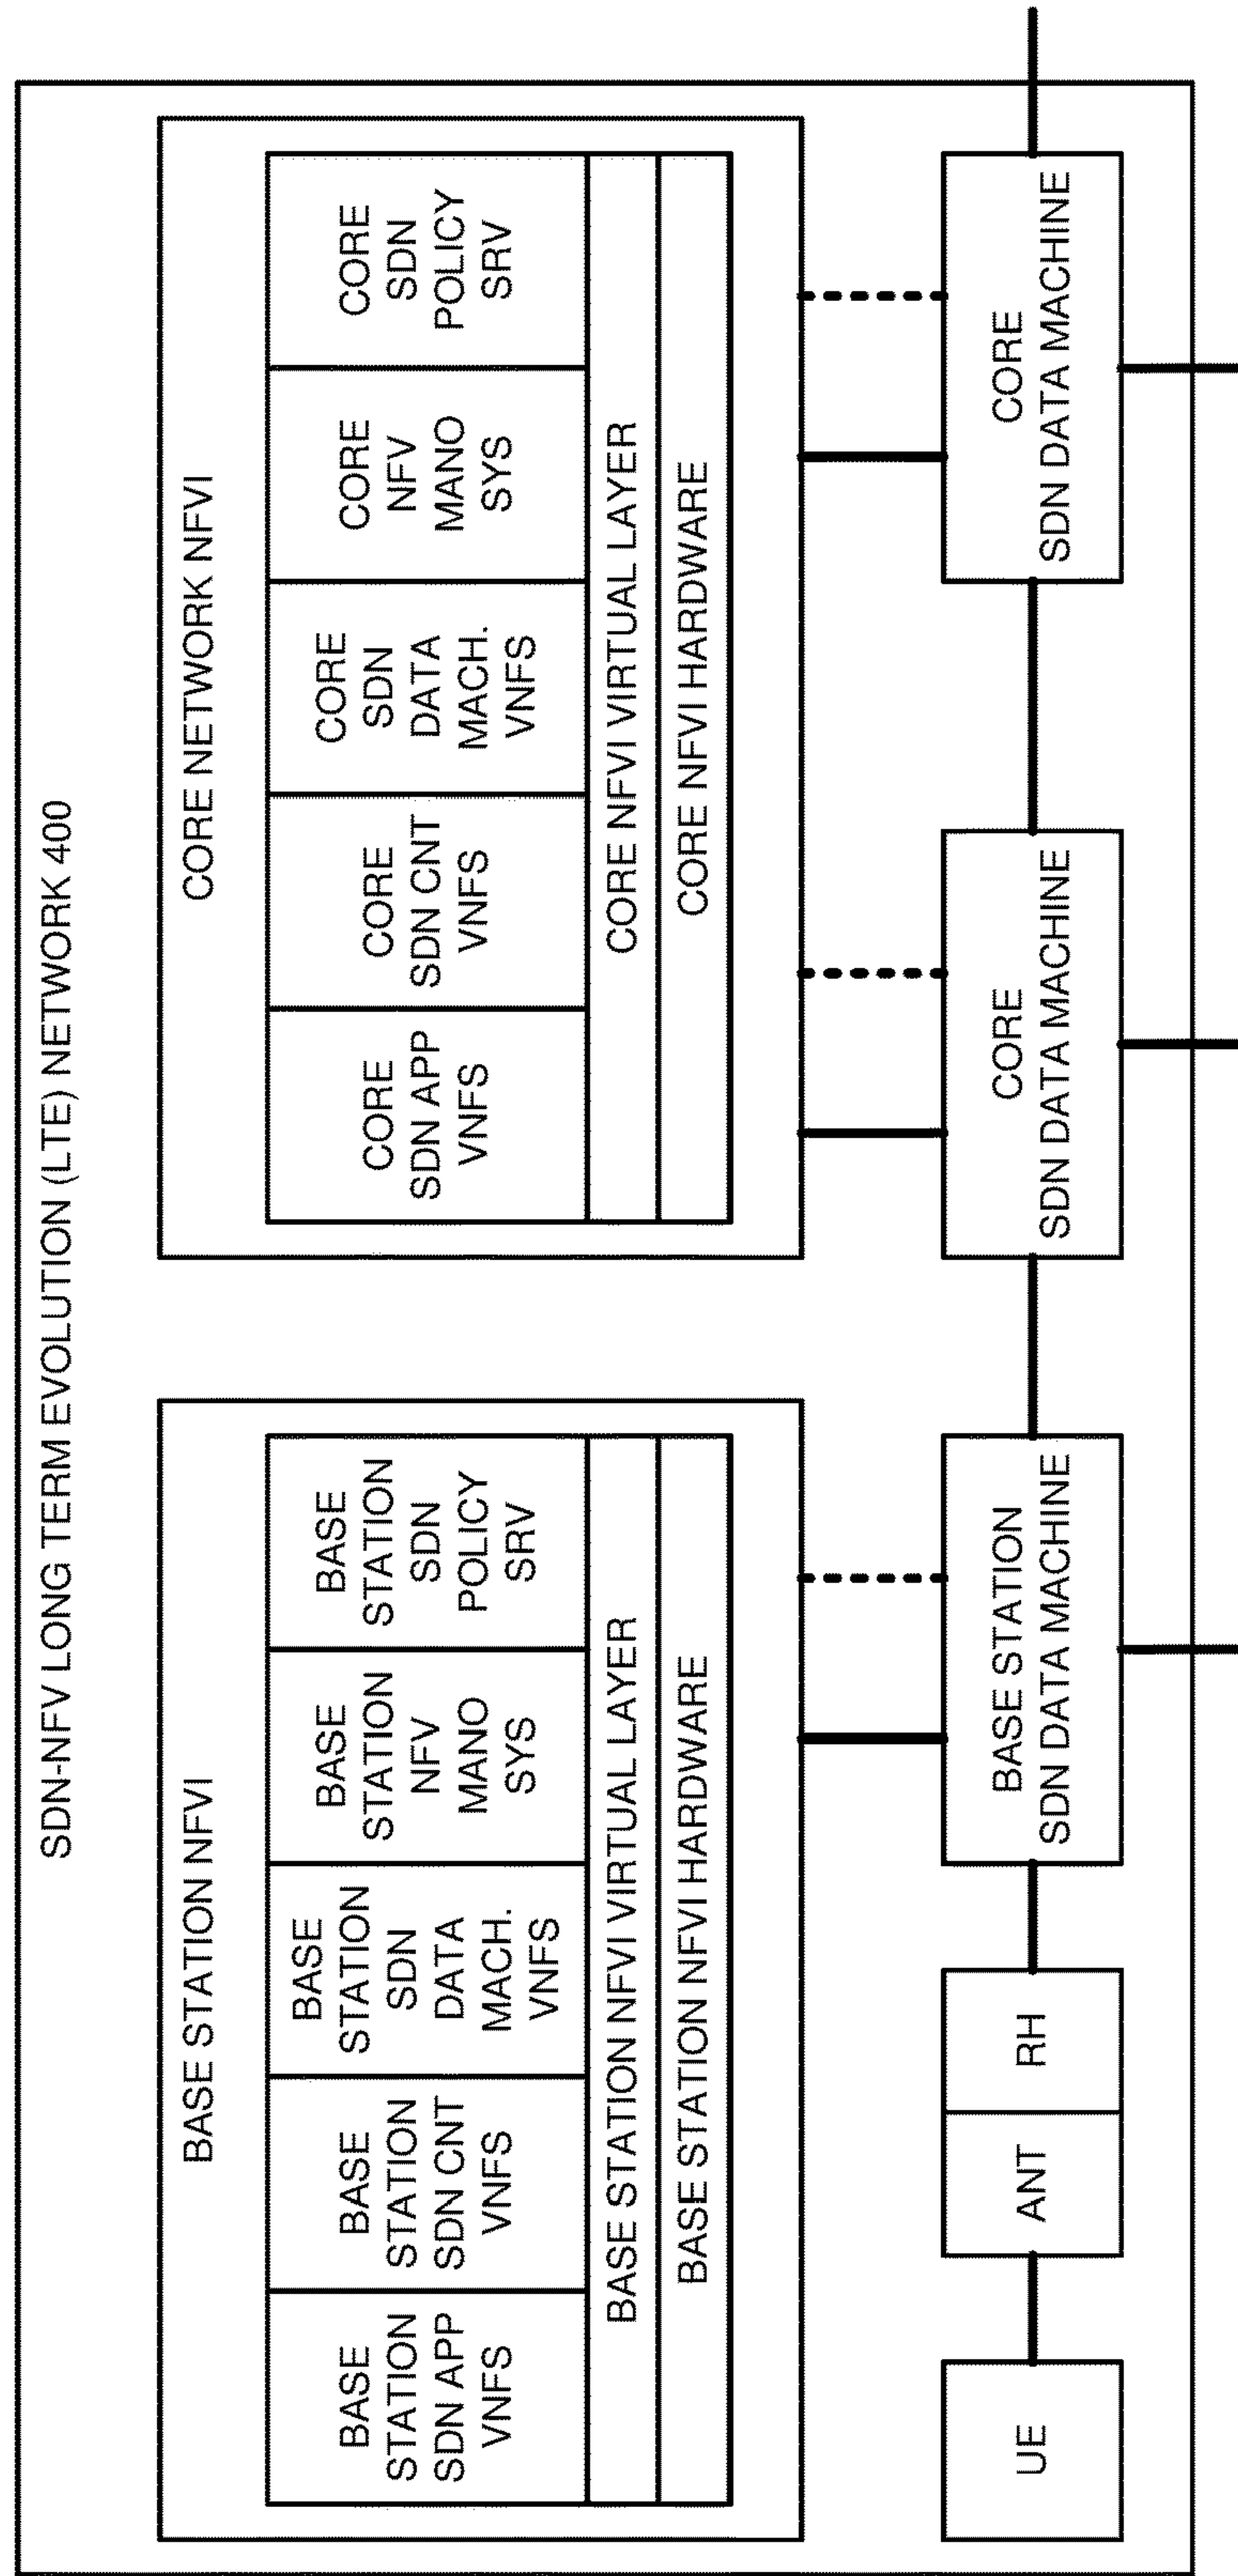 SDN-NFV LONG TERM EVOLUTION (LTE) NETWORK 400
BASE STATION NFVI
BASE
STATION
SDN APP
VNFS
BASE
STATION
SDN CNT
VNFS
BASE
STATION
SDN
DATA
MACH.
VNFS
BASE
STATION
NFV
MANO
SYS
BASE
STATION
SDN
POLICY
SRV
BASE STATION NFVI VIRTUAL LAYER
BASE STATION NFVI HARDWARE
CORE NETWORK NFVI
CORE
SDN APP
VNFS
CORE
SDN CNT
VNFS
CORE
SDN
DATA
MACH.
VNFS
CORE
NFV
MANO
SYS
CORE
SDN
POLICY
SRV
CORE NFVI VIRTUAL LAYER
CORE NFVI HARDWARE
UE
ANT
RH
BASE STATION
SDN DATA MACHINE
CORE
SDN DATA MACHINE
CORE
SDN DATA MACHINE